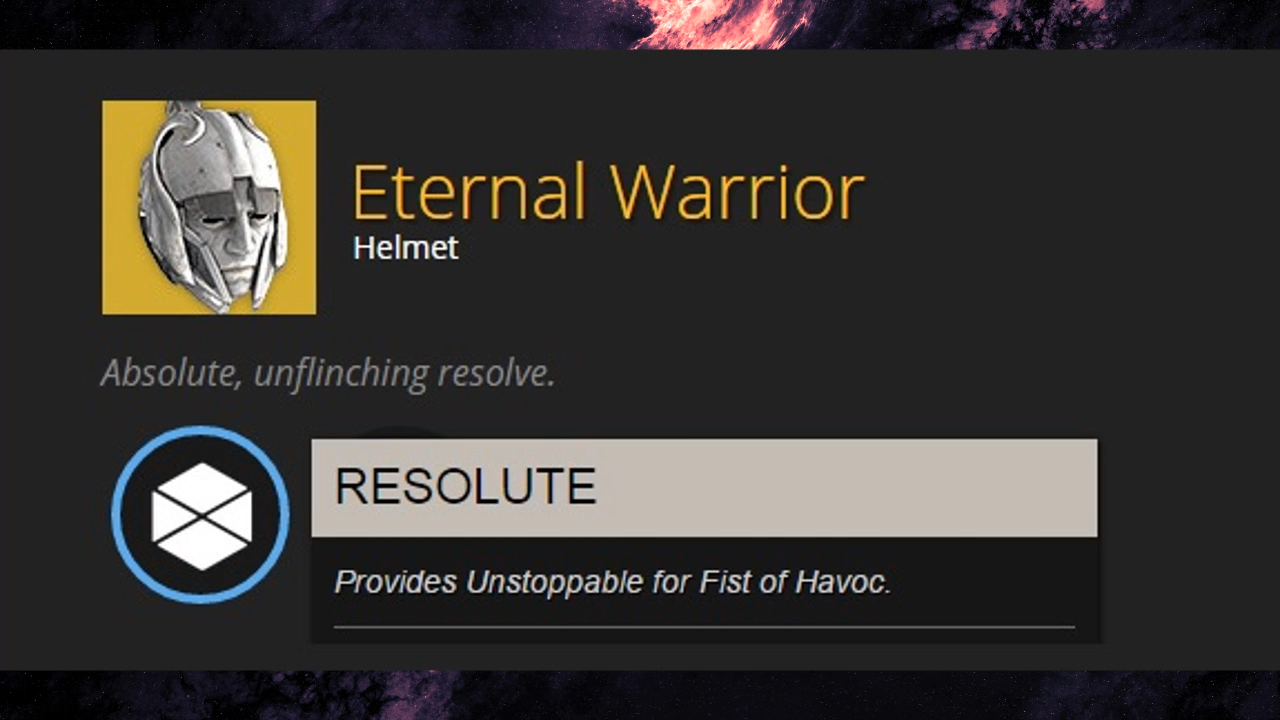 Eternal Warrior
Helmet
Absolute, unflinching resolve.
RESOLUTE
Provides Unstoppable for Fist of Havoc.